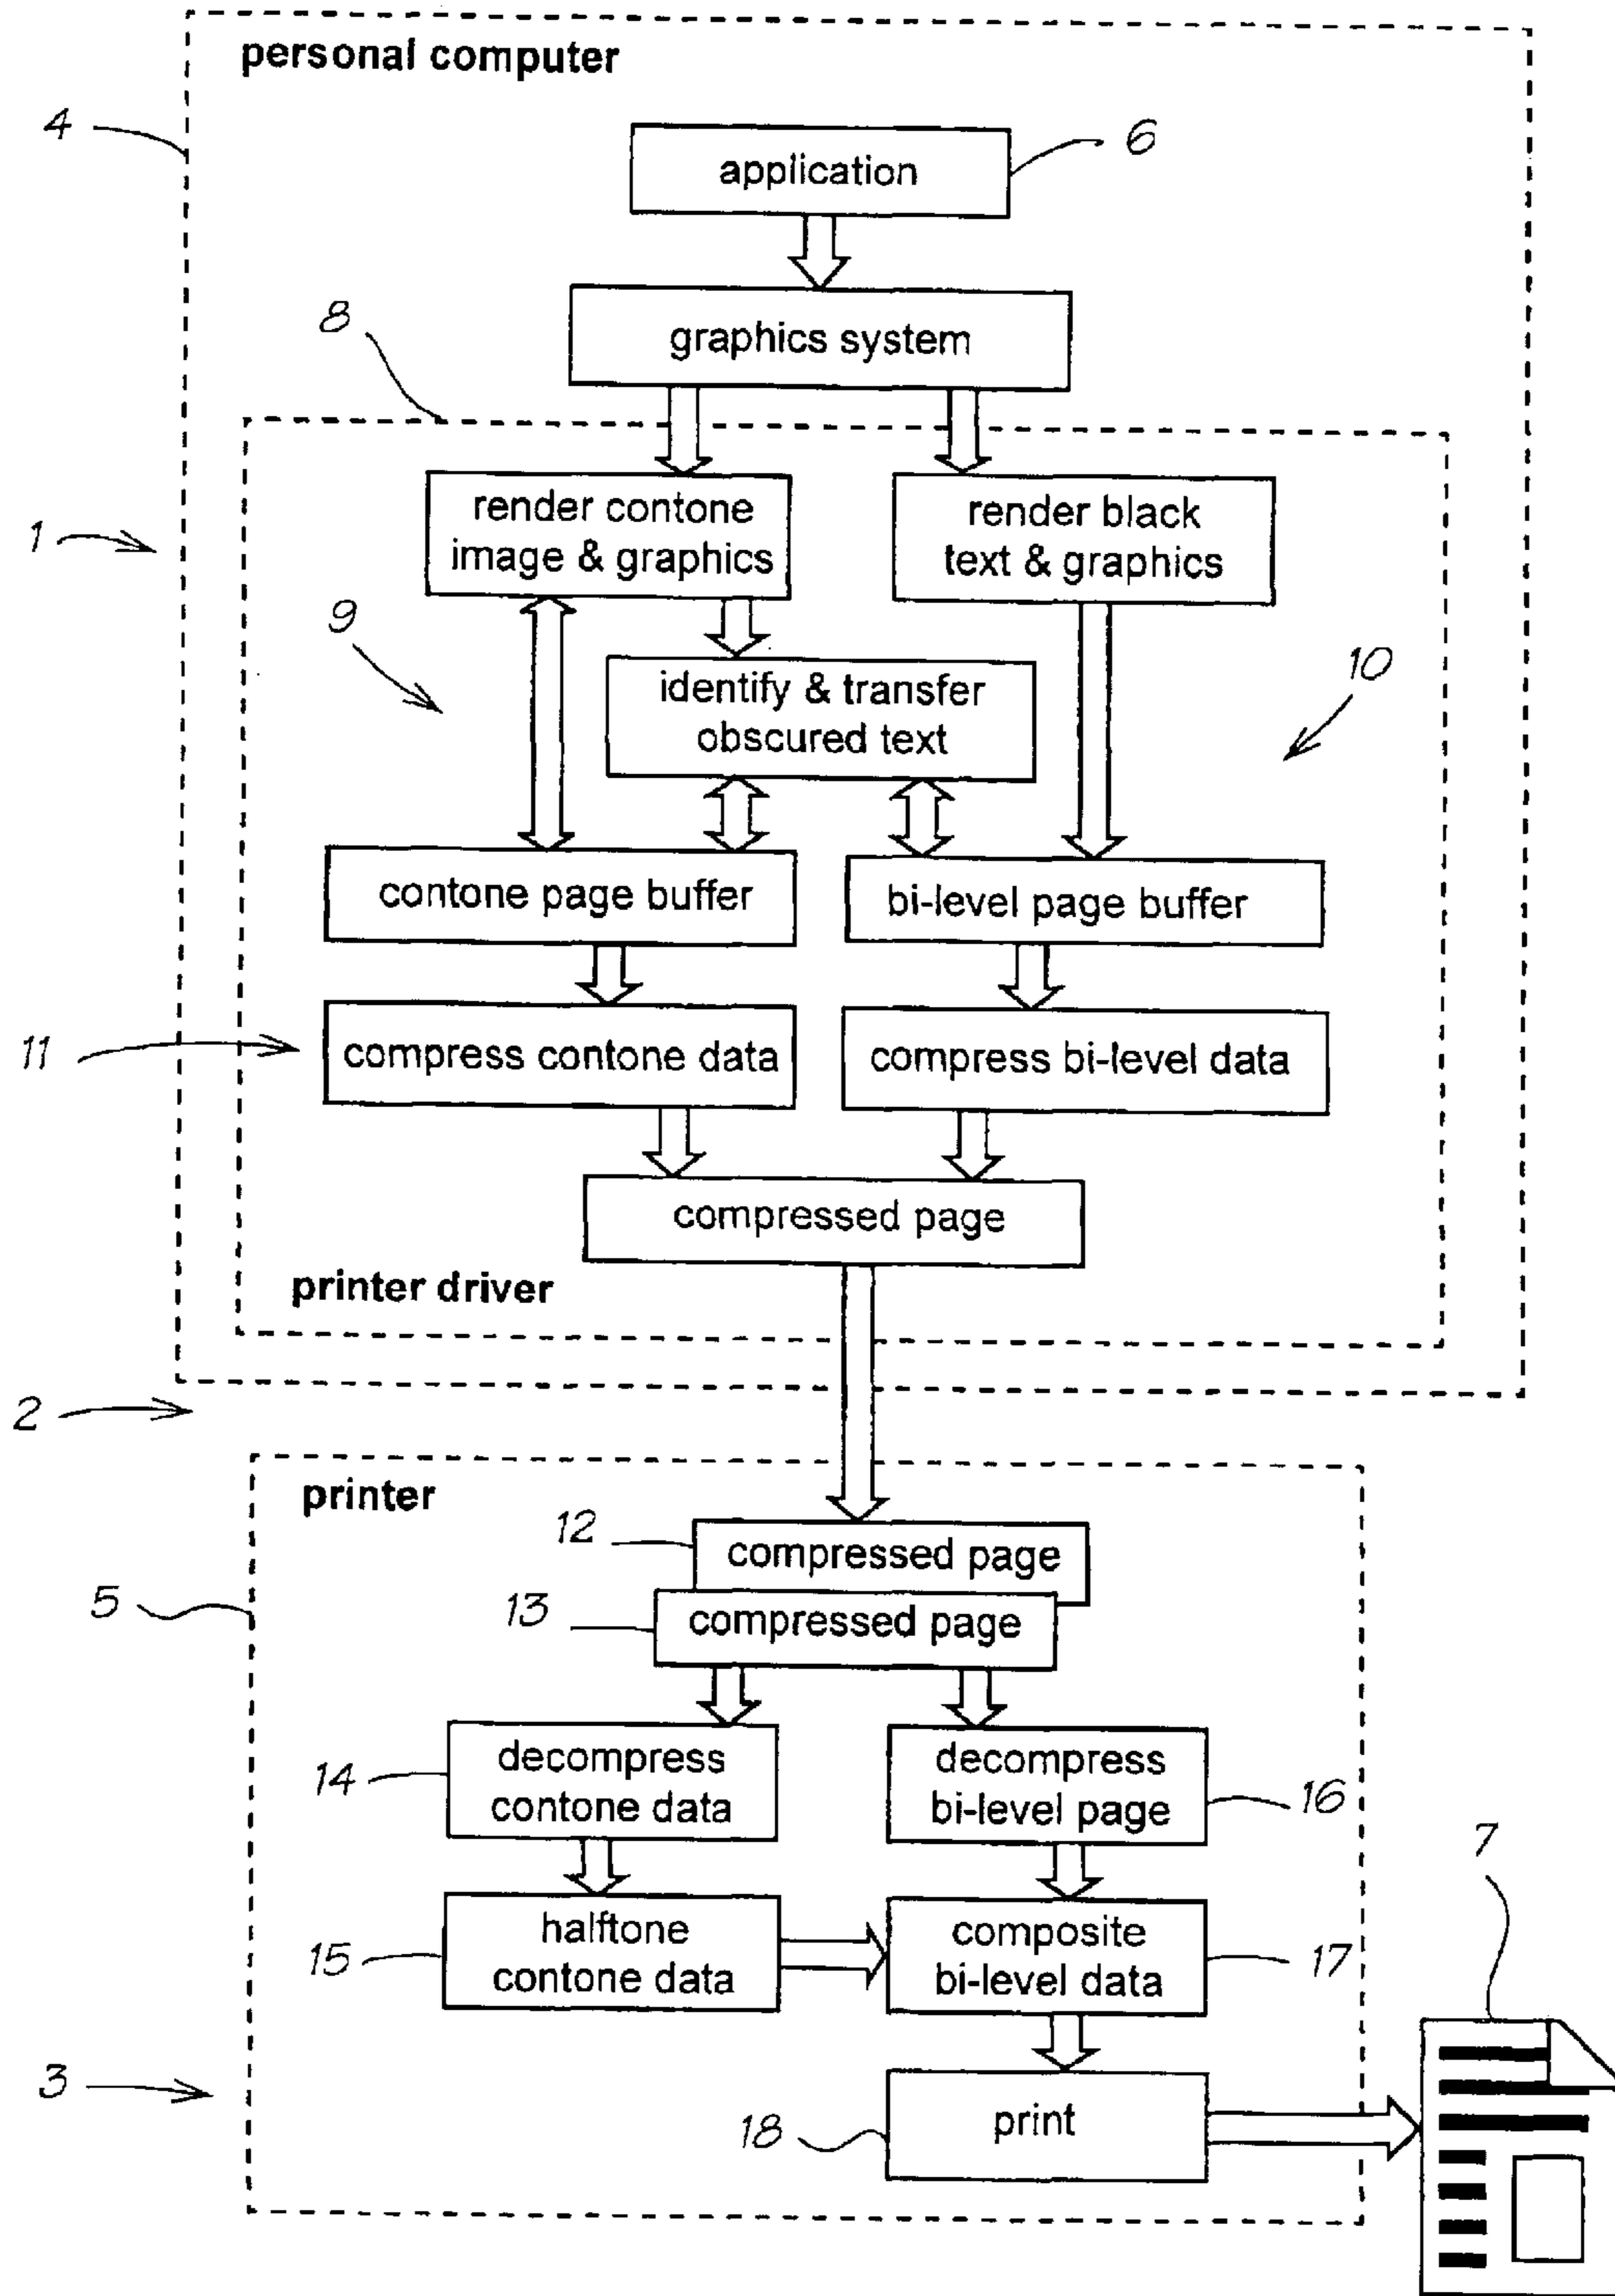 personal computer
4
application
6
graphics system
8
render contone
image & graphics
render black
text & graphics
1
9
identify & transfer
obscured text
10
contone page buffer
bi-level page buffer
11
compress contone data
compress bi-level data
compressed page
printer driver
2
printer
12
compressed page
5
13
compressed page
14
decompress
contone data
decompress
bi-level page
16
7
15
halftone
contone data
composite
bi-level data
17
3
18
print